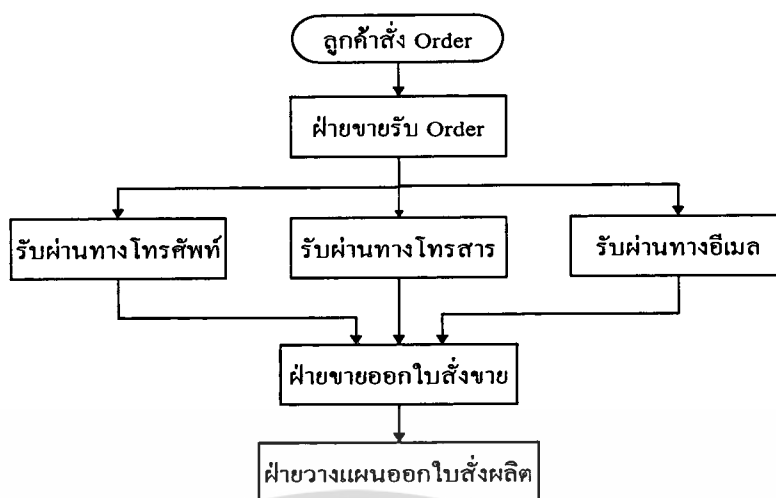 ลูกค้าสั่ง Order
ฝ่ายขายรับ Order
รับผ่านทางโทรศัพท์
รับผ่านทางโทรสาร
รับผ่านทางอีเมล
ฝ่ายขายออกใบสั่งขาย
ฝ่ายวางแผนออกใบสั่งผลิต